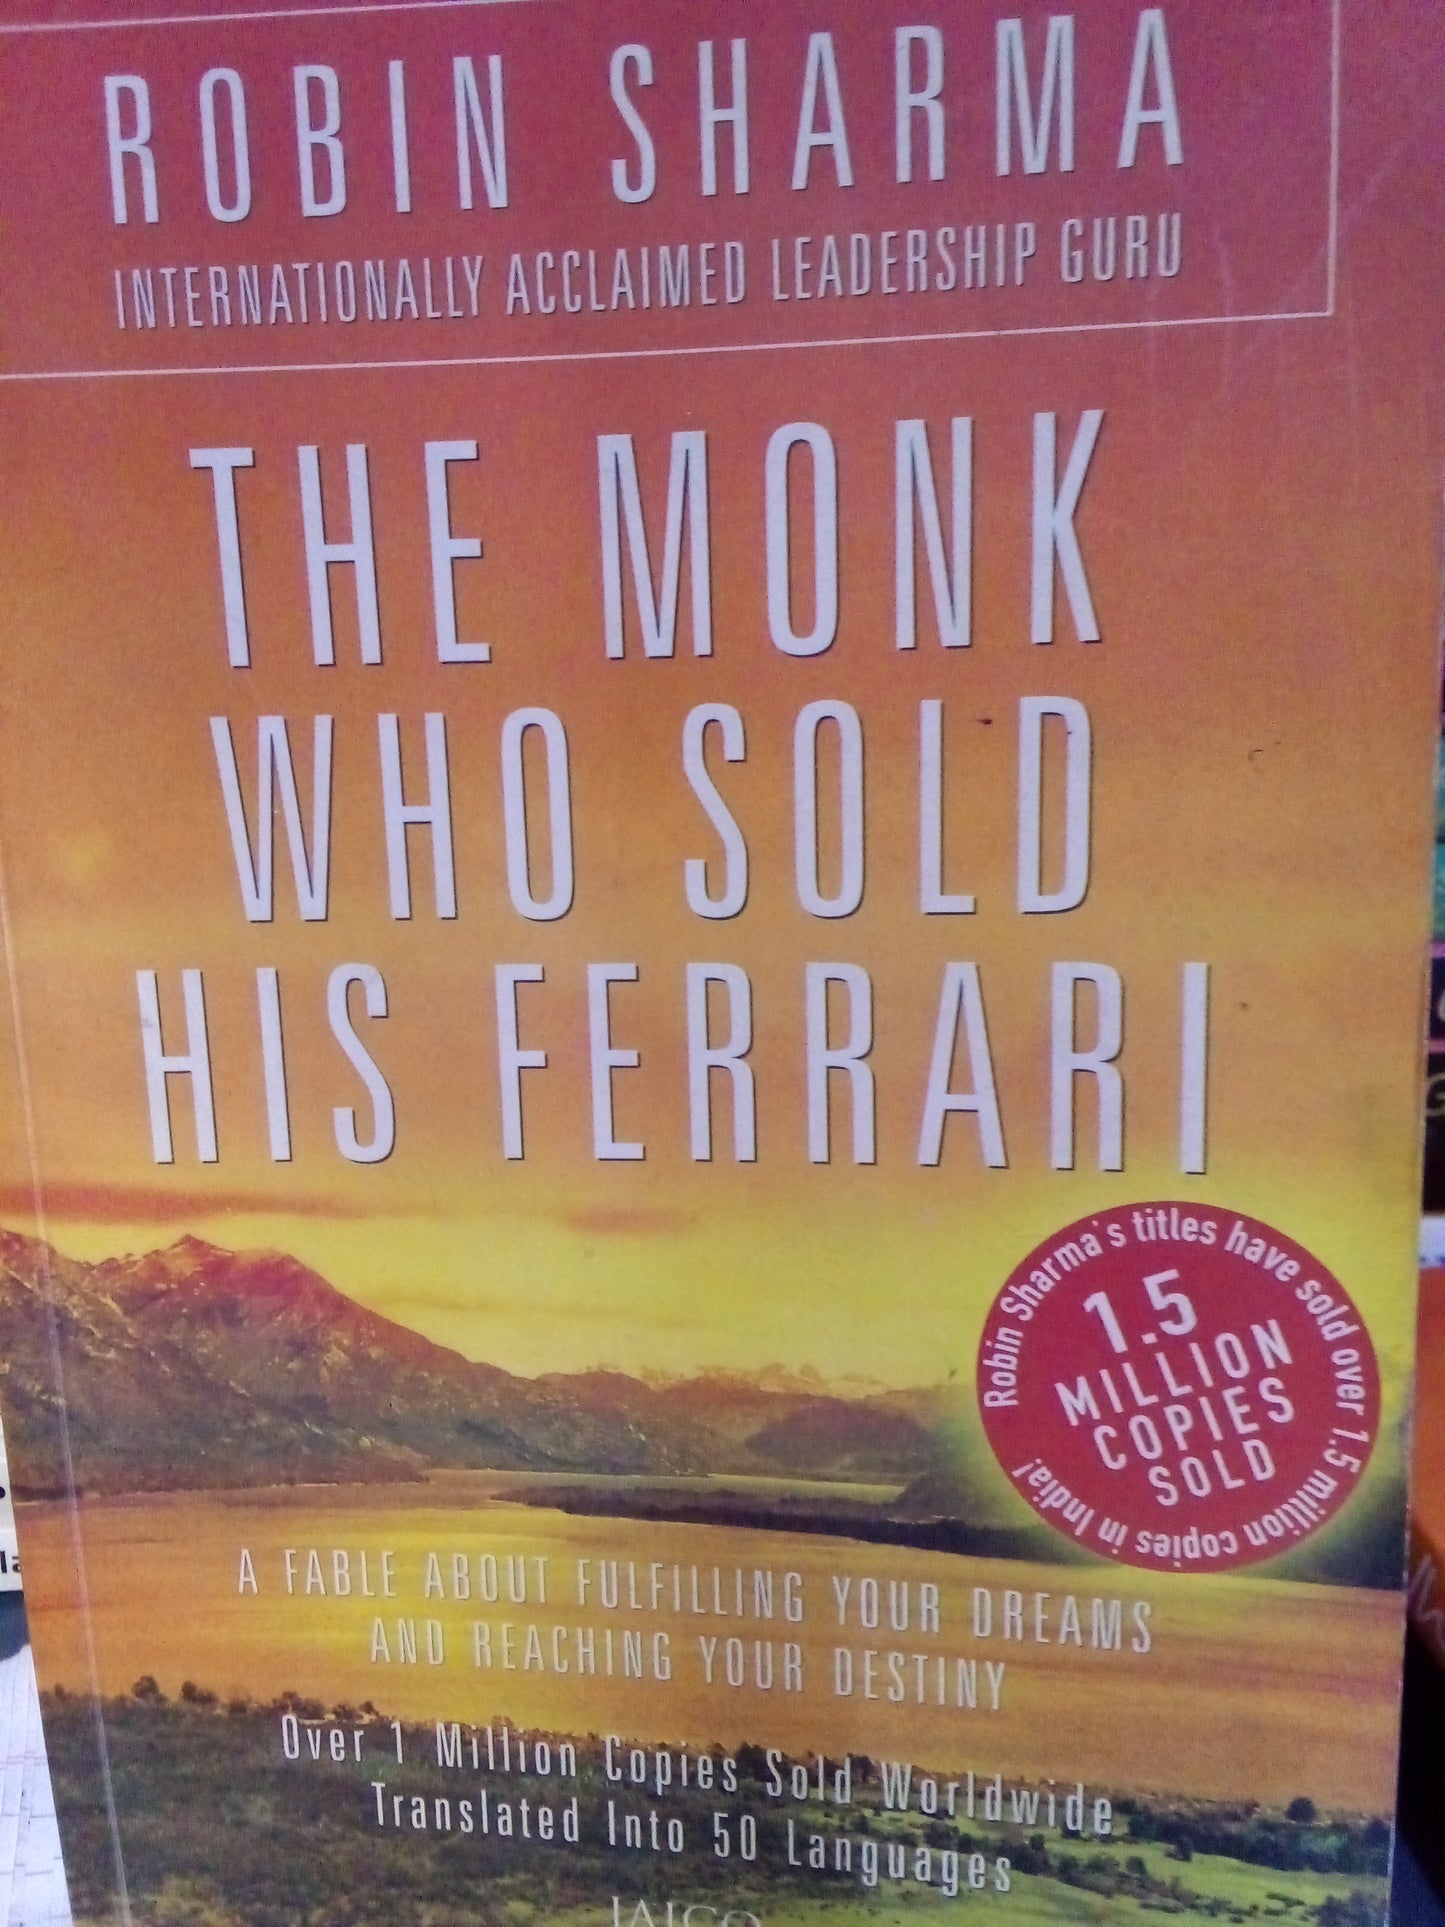 ROBIN SHARMA
INTERNATIONALLY ACCLAIMED LEADERSHIP GURU
THE MONK
WHO SOLD
HIS FERRARI
Robin Sharma's titles have sold over 1.5 million copies in India!
1.5
MILLION
COPIES
SOLD
A FABLE ABOUT FULFILLING YOUR DREAMS
AND REACHING YOUR DESTINY
Over 1 Million Copies Sold Worldwide
Translated Into 50 Languages
JAICO